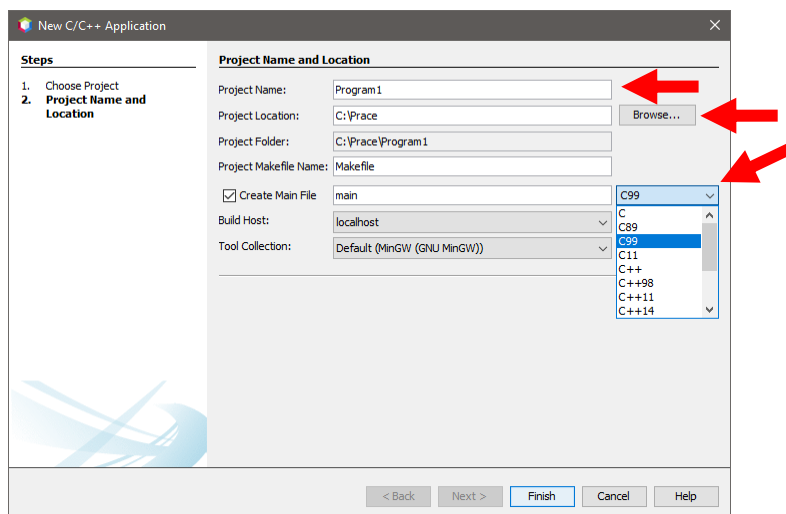 New C/C++ Application
Steps
1. Choose Project
2. Project Name and
Location
Project Name and Location
Project Name: Program1
Project Location: C:\Prace Browse...
Project Folder: C:\Prace\Program1
Project Makefile Name: Makefile
Create Main File main C99
C
C89
C99
C11
C++
C++98
C++11
C++14
Build Host: localhost
Tool Collection: Default (MinGW (GNU MinGW))
< Back Next > Finish Cancel Help